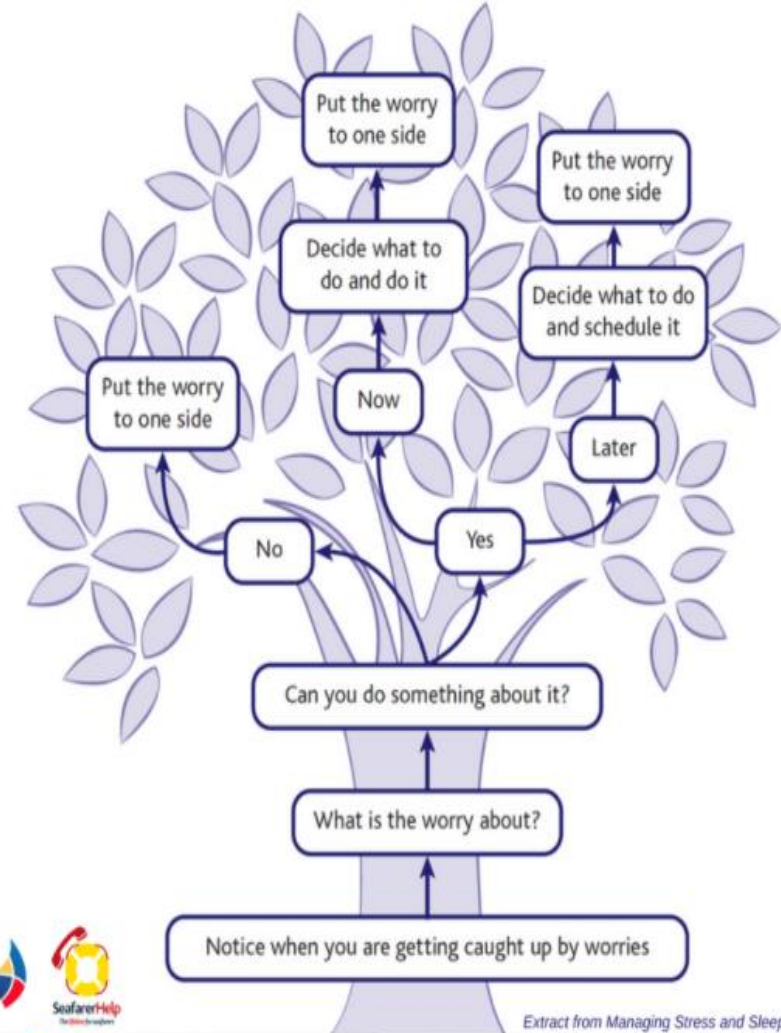 Put the worry
to one side
Put the worry
to one side
Decide what to
do and do it
Decide what to do
and schedule it
Put the worry
to one side
Now
Later
No
Yes
Can you do something about it?
What is the worry about?
Notice when you are getting caught up by worries
SeafarerHelp
Extract from Managing Stress and Sleep